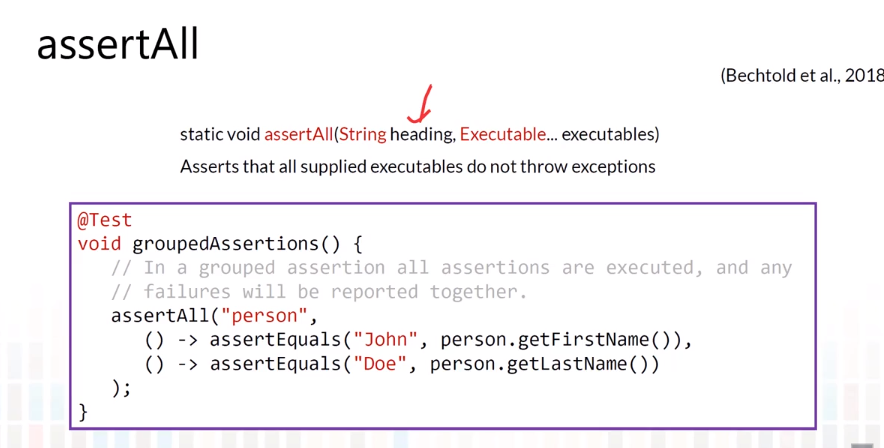 assertAll
(Bechtold et al., 2018
static void assertAll(String heading, Executable... executables)
Asserts that all supplied executables do not throw exceptions
@Test
void groupedAssertions() {
// In a grouped assertion all assertions are executed, and any
// failures will be reported together.
assertAll("person",
() -> assertEquals("John", person.getFirstName()),
() -> assertEquals("Doe", person.getLastName())
);
}